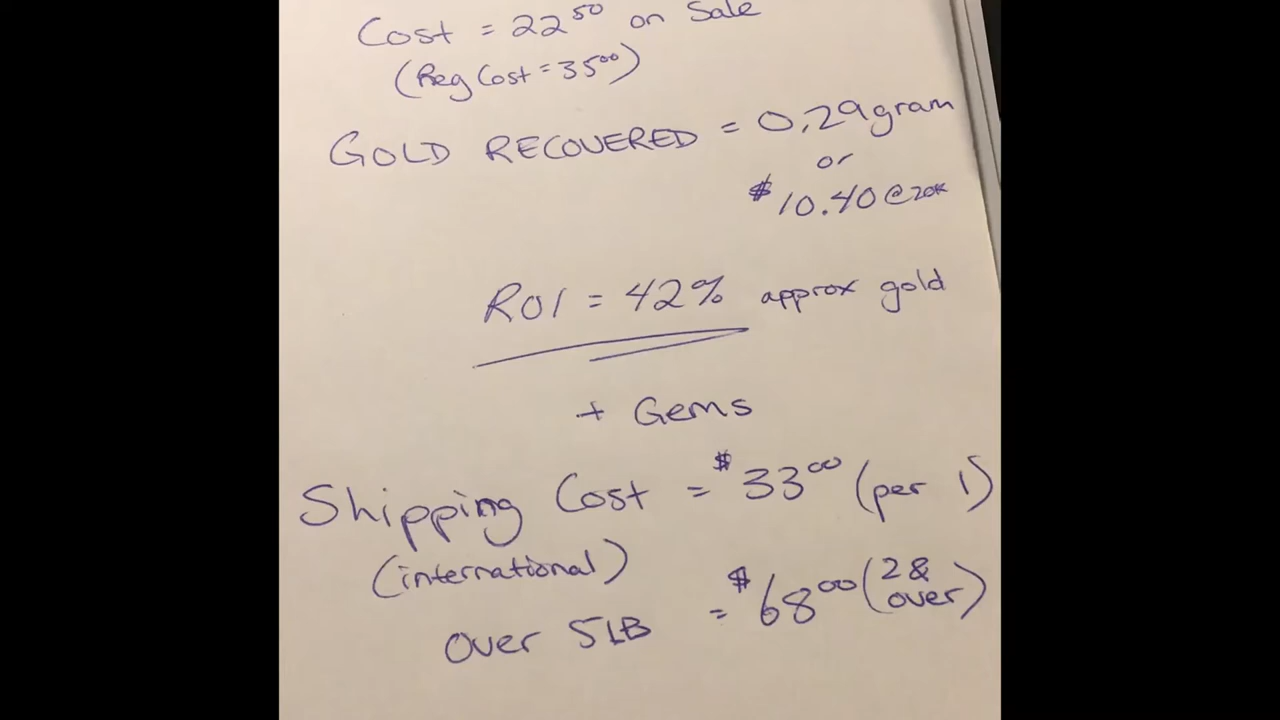 Cost = 22⁵⁰ on Sale
(Reg Cost = 35⁰⁰)
GOLD RECOVERED = 0.29 gram
or
$10.40 @ 20K
ROI = 42% approx gold
+ Gems
Shipping Cost = $33⁰⁰ (per 1)
(international)
over 5LB = $68⁰⁰ (2 & over)